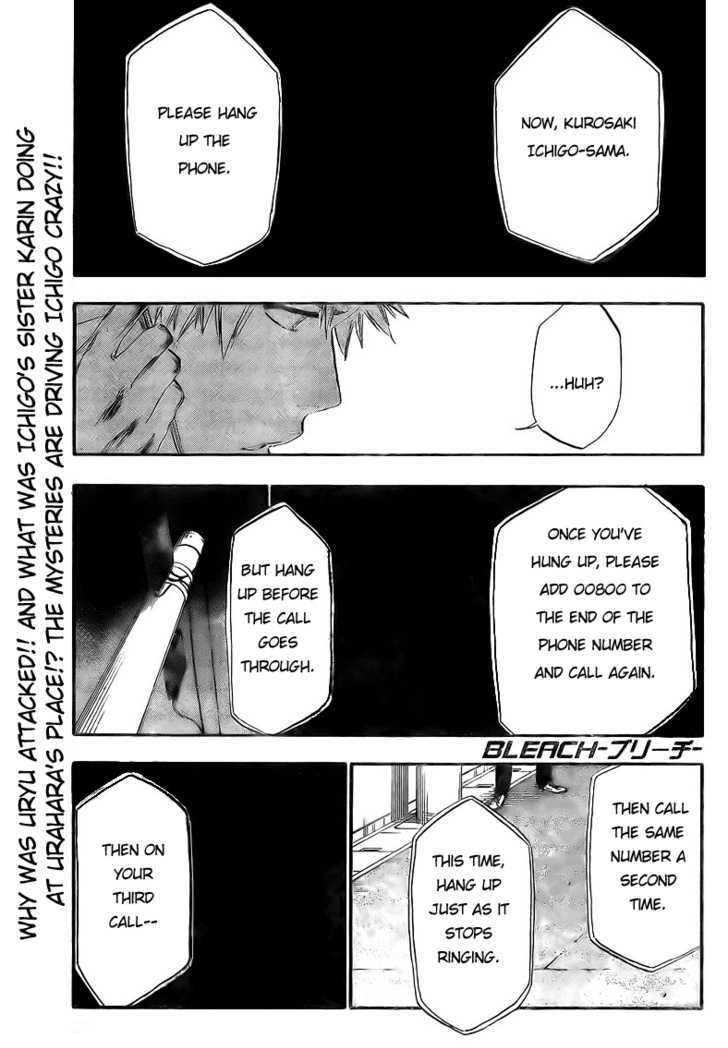 WHY WAS URYU ATTACKED!! AND WHAT WAS ICHIGO'S SISTER KARIN DOING
AT URAHARA'S PLACE!? THE MYSTERIES ARE DRIVING ICHIGO CRAZY!!
NOW, KUROSAKI
ICHIGO-SAMA.
PLEASE HANG
UP THE
PHONE.
...HUH?
ONCE YOU'VE
HUNG UP, PLEASE
ADD 00800 TO
THE END OF THE
PHONE NUMBER
AND CALL AGAIN.
BUT HANG
UP BEFORE
THE CALL
GOES
THROUGH.
BLEACH-ブリーチ-
THEN CALL
THE SAME
NUMBER A
SECOND
TIME.
THIS TIME,
HANG UP
JUST AS IT
STOPS
RINGING.
THEN ON
YOUR
THIRD
CALL--